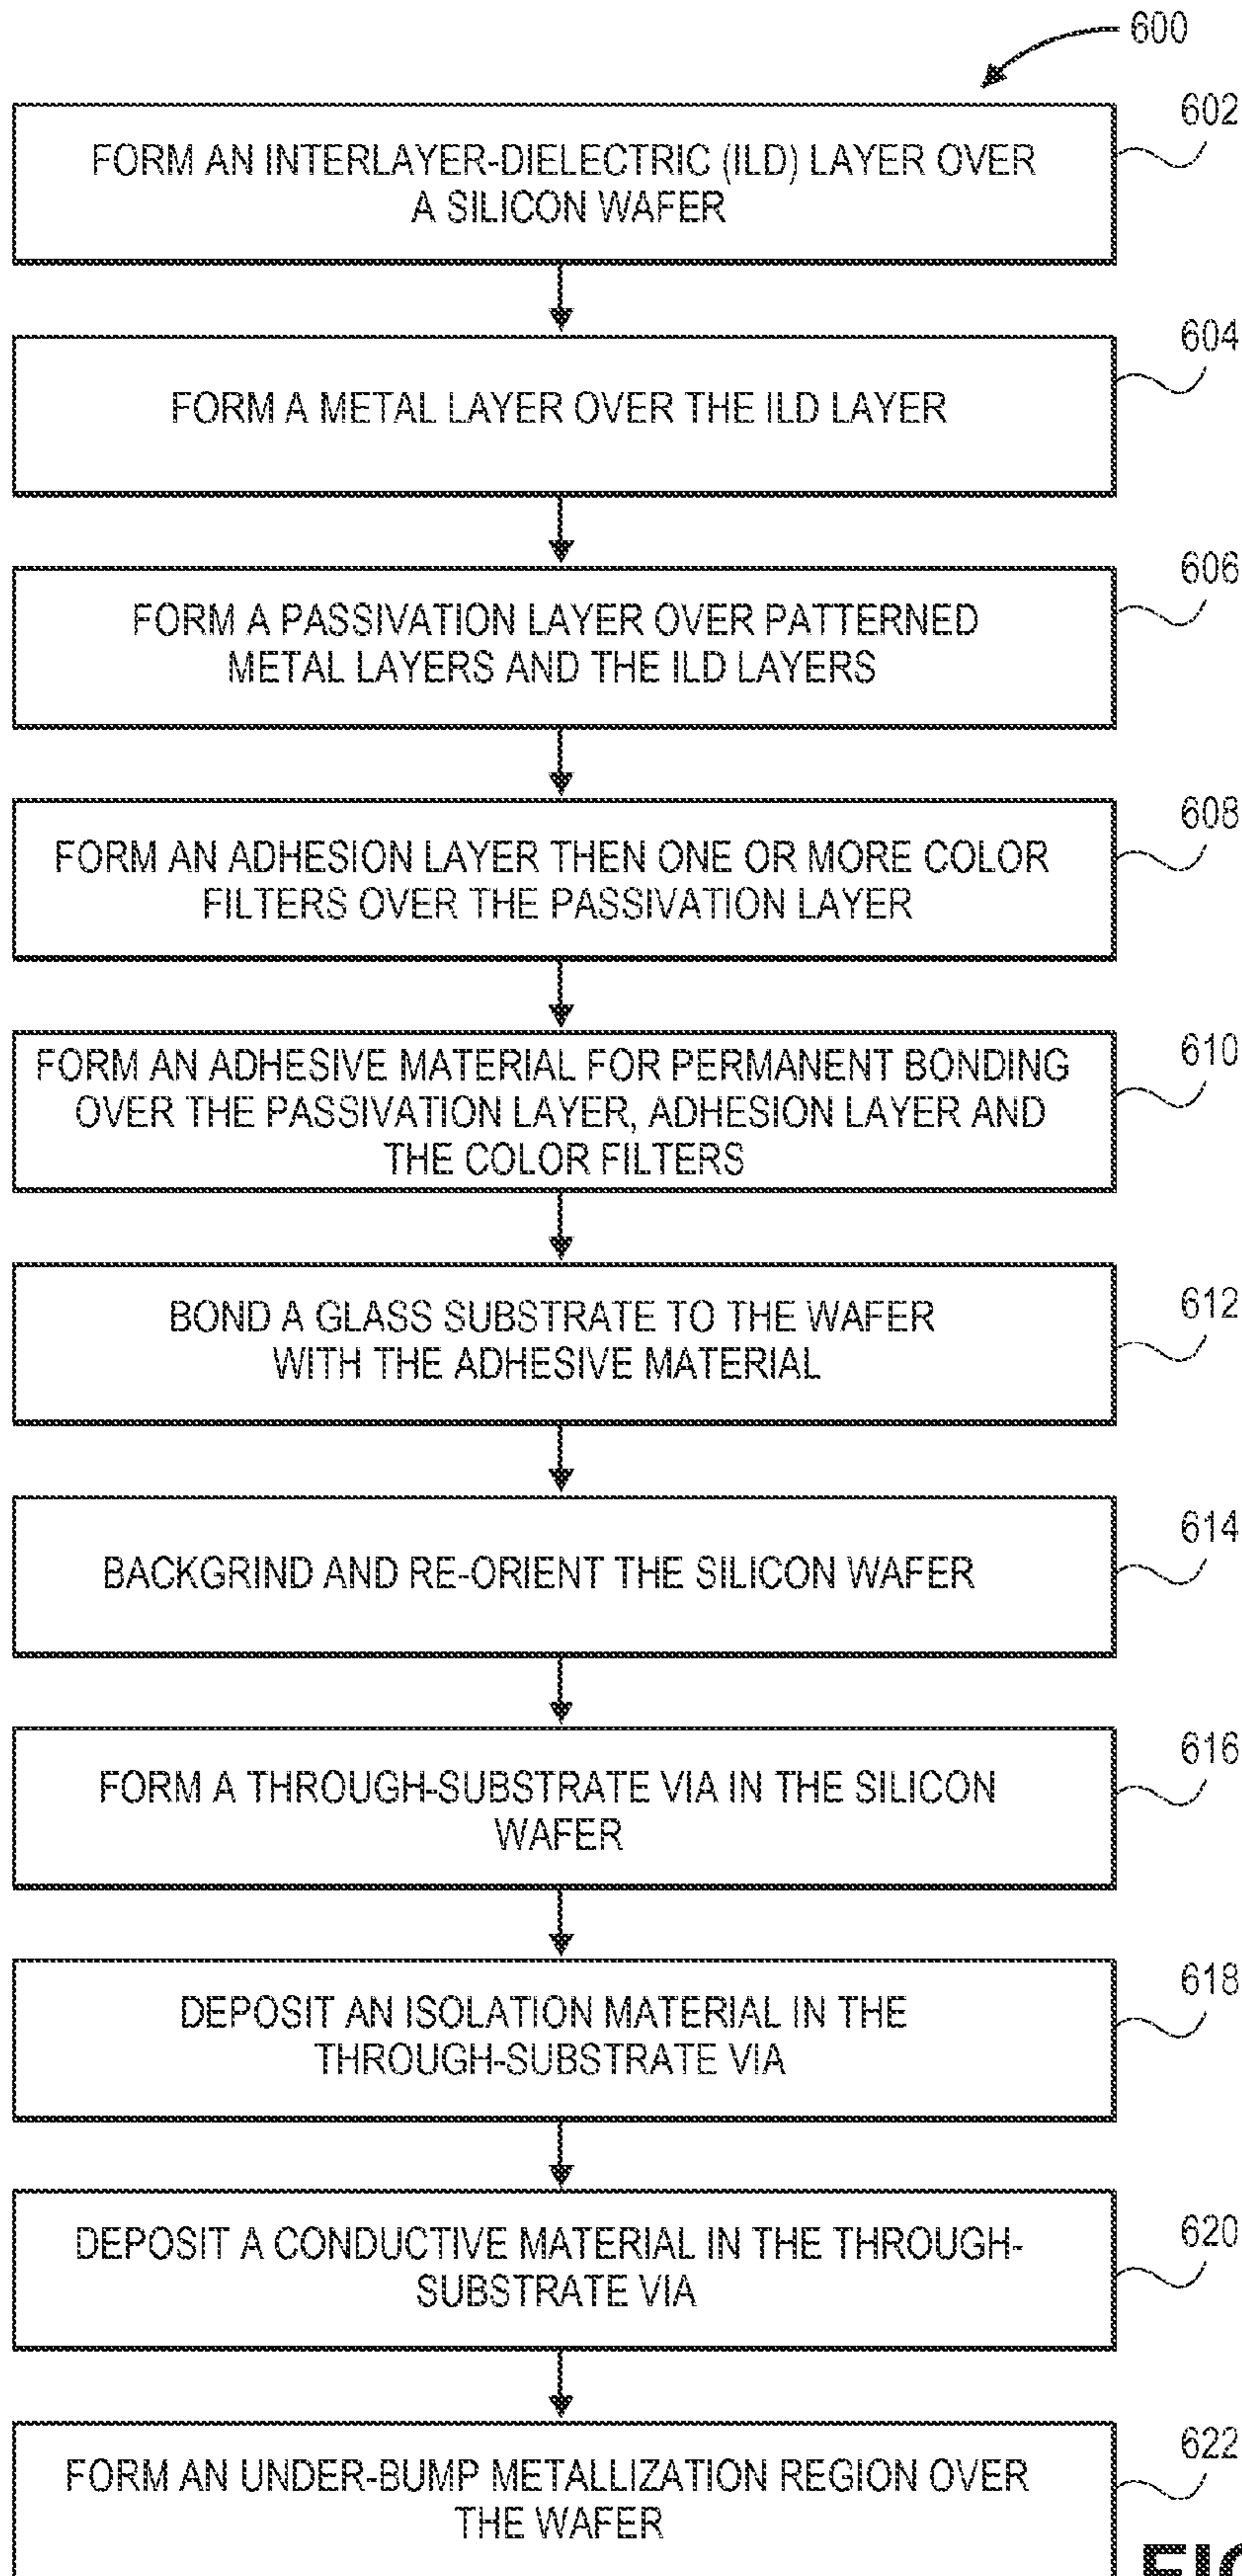 600
602
FORM AN INTERLAYER-DIELECTRIC (ILD) LAYER OVER
A SILICON WAFER
604
FORM A METAL LAYER OVER THE ILD LAYER
606
FORM A PASSIVATION LAYER OVER PATTERNED
METAL LAYERS AND THE ILD LAYERS
608
FORM AN ADHESION LAYER THEN ONE OR MORE COLOR
FILTERS OVER THE PASSIVATION LAYER
610
FORM AN ADHESIVE MATERIAL FOR PERMANENT BONDING
OVER THE PASSIVATION LAYER, ADHESION LAYER AND
THE COLOR FILTERS
612
BOND A GLASS SUBSTRATE TO THE WAFER
WITH THE ADHESIVE MATERIAL
614
BACKGRIND AND RE-ORIENT THE SILICON WAFER
616
FORM A THROUGH-SUBSTRATE VIA IN THE SILICON
WAFER
618
DEPOSIT AN ISOLATION MATERIAL IN THE
THROUGH-SUBSTRATE VIA
620
DEPOSIT A CONDUCTIVE MATERIAL IN THE THROUGH-
SUBSTRATE VIA
622
FORM AN UNDER-BUMP METALLIZATION REGION OVER
THE WAFER